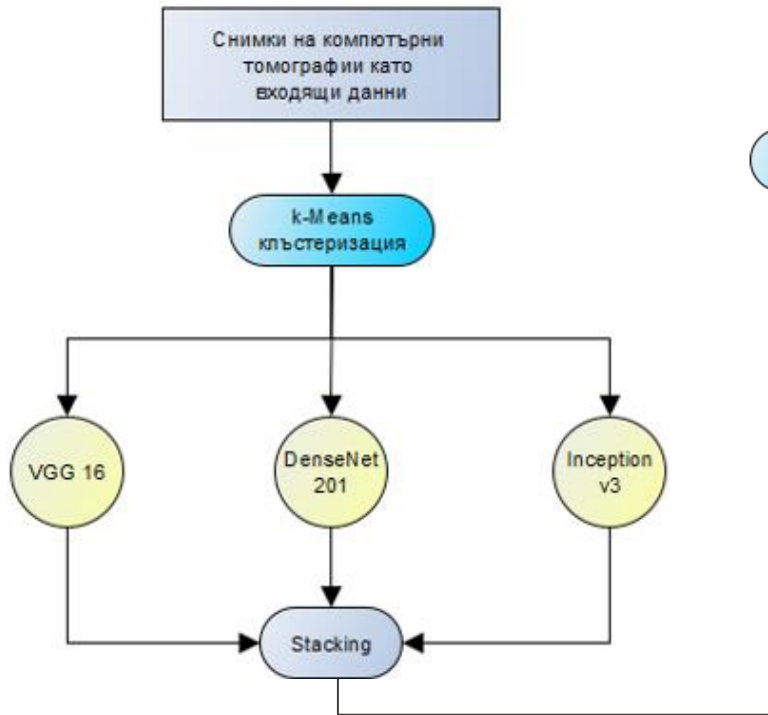 Снимки на компютърни
томографии като
входящи данни
k-Means
клъстеризация
VGG 16
DenseNet
201
Inception
v3
Stacking